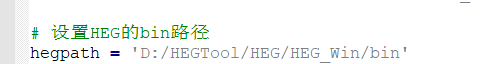 # 设置HEG的bin路径
hegpath = 'D:/HEGTool/HEG/HEG_Win/bin'